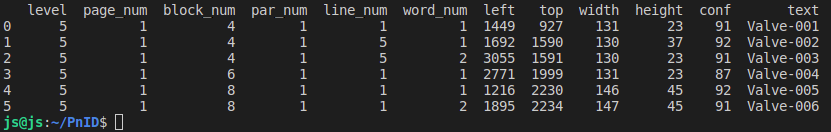 level page_num block_num par_num line_num word_num left top width height conf text
0 5 1 4 1 1 1 1449 927 131 23 91 Valve-001
1 5 1 4 1 5 1 1692 1590 130 37 92 Valve-002
2 5 1 4 1 5 2 3055 1591 130 23 91 Valve-003
3 5 1 6 1 1 1 2771 1999 131 23 87 Valve-004
4 5 1 8 1 1 1 1216 2230 146 45 92 Valve-005
5 5 1 8 1 1 2 1895 2234 147 45 91 Valve-006
js@js:~/PnID$